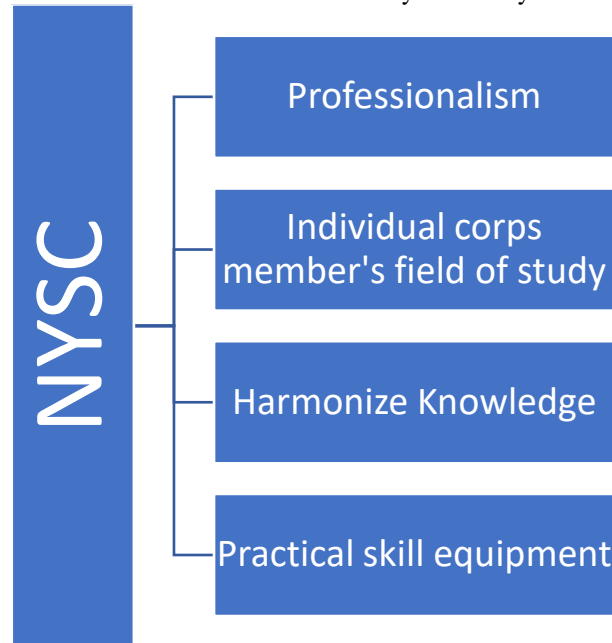 NYSC
Professionalism
Individual corps
member's field of study
Harmonize Knowledge
Practical skill equipment